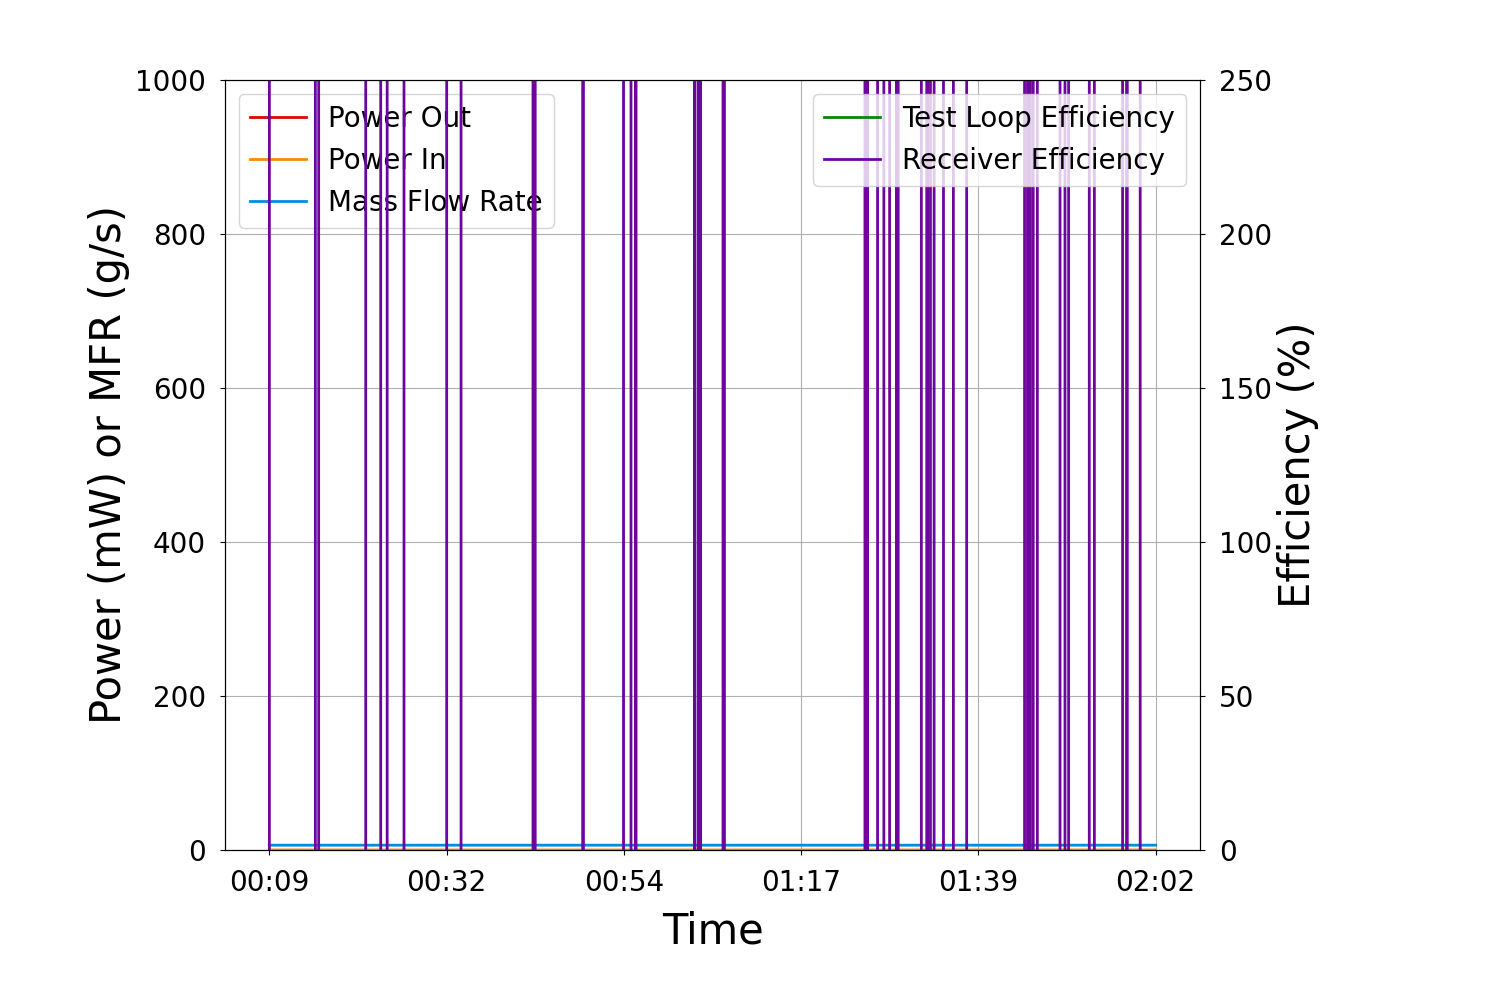 1000
800
600
400
200
0
Power (mW) or MFR (g/s)
Power Out
Power In
Mass Flow Rate
Test Loop Efficiency
Receiver Efficiency
250
200
150
100
50
0
Efficiency (%)
00:09 00:32 00:54 01:17 01:39 02:02
Time